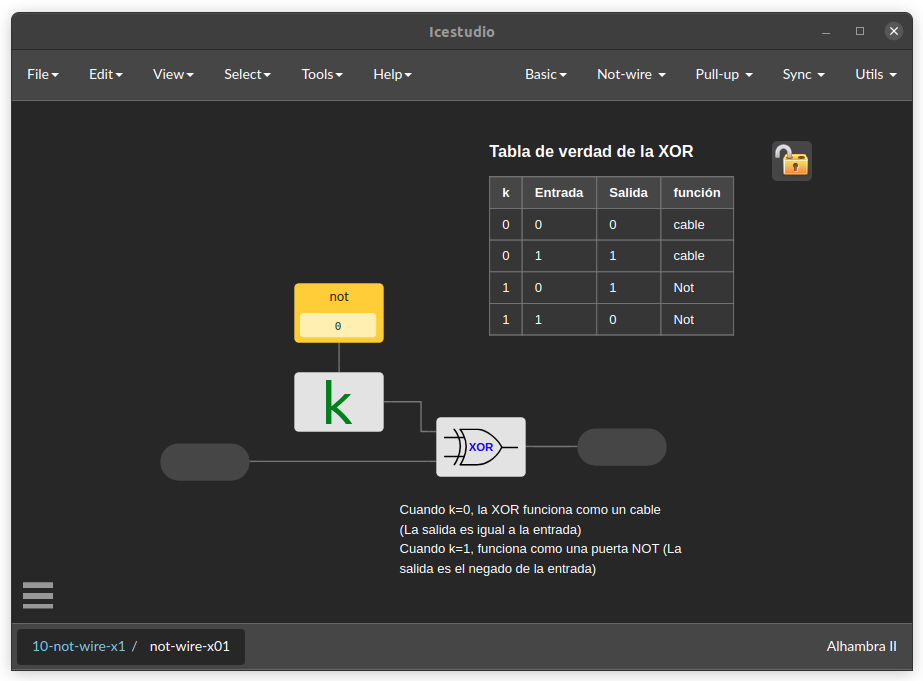 Icestudio
File Edit View Select Tools Help Basic Not-wire Pull-up Sync Utils
Tabla de verdad de la XOR
k Entrada Salida función
0 0 0 cable
0 1 1 cable
1 0 1 Not
1 1 0 Not
not
0
k
XOR
Cuando k=0, la XOR funciona como un cable
(La salida es igual a la entrada)
Cuando k=1, funciona como una puerta NOT (La
salida es el negado de la entrada)
10-not-wire-x1 / not-wire-x01
Alhambra II